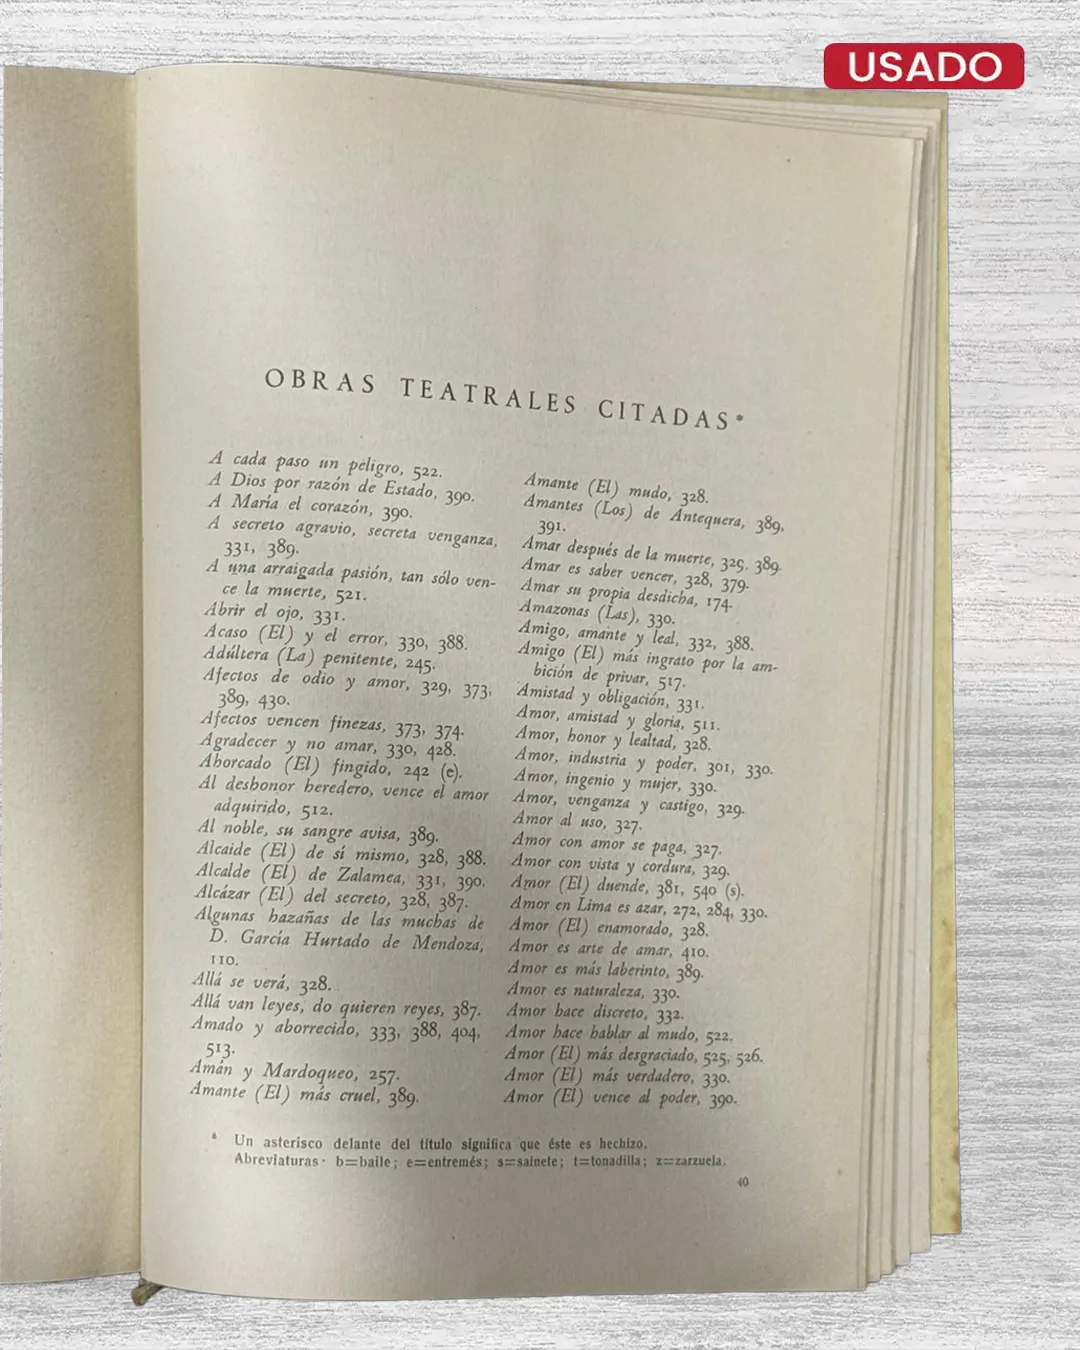 USADO
OBRAS TEATRALES CITADAS*
A cada paso un peligro, 522.
A Dios por razón de Estado, 390.
A María el corazón, 390.
A secreto agravio, secreta venganza,
331, 389.
A una arraigada pasión, tan sólo ven-
ce la muerte, 521.
Abrir el ojo, 331.
Acaso (El) y el error, 330, 388.
Adúltera (La) penitente, 245.
Afectos de odio y amor, 329, 373,
389, 430.
Afectos vencen finezas, 373, 374.
Agradecer y no amar, 330, 428.
Ahorcado (El) fingido, 242 (e).
Al deshonor heredero, vence el amor
adquirido, 512.
Al noble, su sangre avisa, 389.
Alcaide (El) de sí mismo, 328, 388.
Alcalde (El) de Zalamea, 331, 390.
Alcázar (El) del secreto, 328, 387.
Algunas hazañas de las muchas de
D. García Hurtado de Mendoza,
110.
Allá se verá, 328.
Allá van leyes, do quieren reyes, 387.
Amado y aborrecido, 333, 388, 404,
513.
Amán y Mardoqueo, 257.
Amante (El) más cruel, 389.
Amante (El) mudo, 328.
Amantes (Los) de Antequera, 389,
391.
Amar después de la muerte, 329. 389.
Amar es saber vencer, 328, 379.
Amar su propia desdicha, 174.
Amazonas (Las), 330.
Amigo, amante y leal, 332, 388.
Amigo (El) más ingrato por la am-
bición de privar, 517.
Amistad y obligación, 331.
Amor, amistad y gloria, 511.
Amor, honor y lealtad, 328.
Amor, industria y poder, 301, 330.
Amor, ingenio y mujer, 330.
Amor, venganza y castigo, 329.
Amor al uso, 327.
Amor con amor se paga, 327.
Amor con vista y cordura, 329.
Amor (El) duende, 381, 540 (s).
Amor en Lima es azar, 272, 284, 330.
Amor (El) enamorado, 328.
Amor es arte de amar, 410.
Amor es más laberinto, 389.
Amor es naturaleza, 330.
Amor hace discreto, 332.
Amor hace hablar al mudo, 522.
Amor (El) más desgraciado, 525, 526.
Amor (El) más verdadero, 330.
Amor (El) vence al poder, 390.
* Un asterisco delante del título significa que éste es hechizo.
Abreviaturas· b=baile; e=entremés; s=sainete; t=tonadilla; z=zarzuela.
40